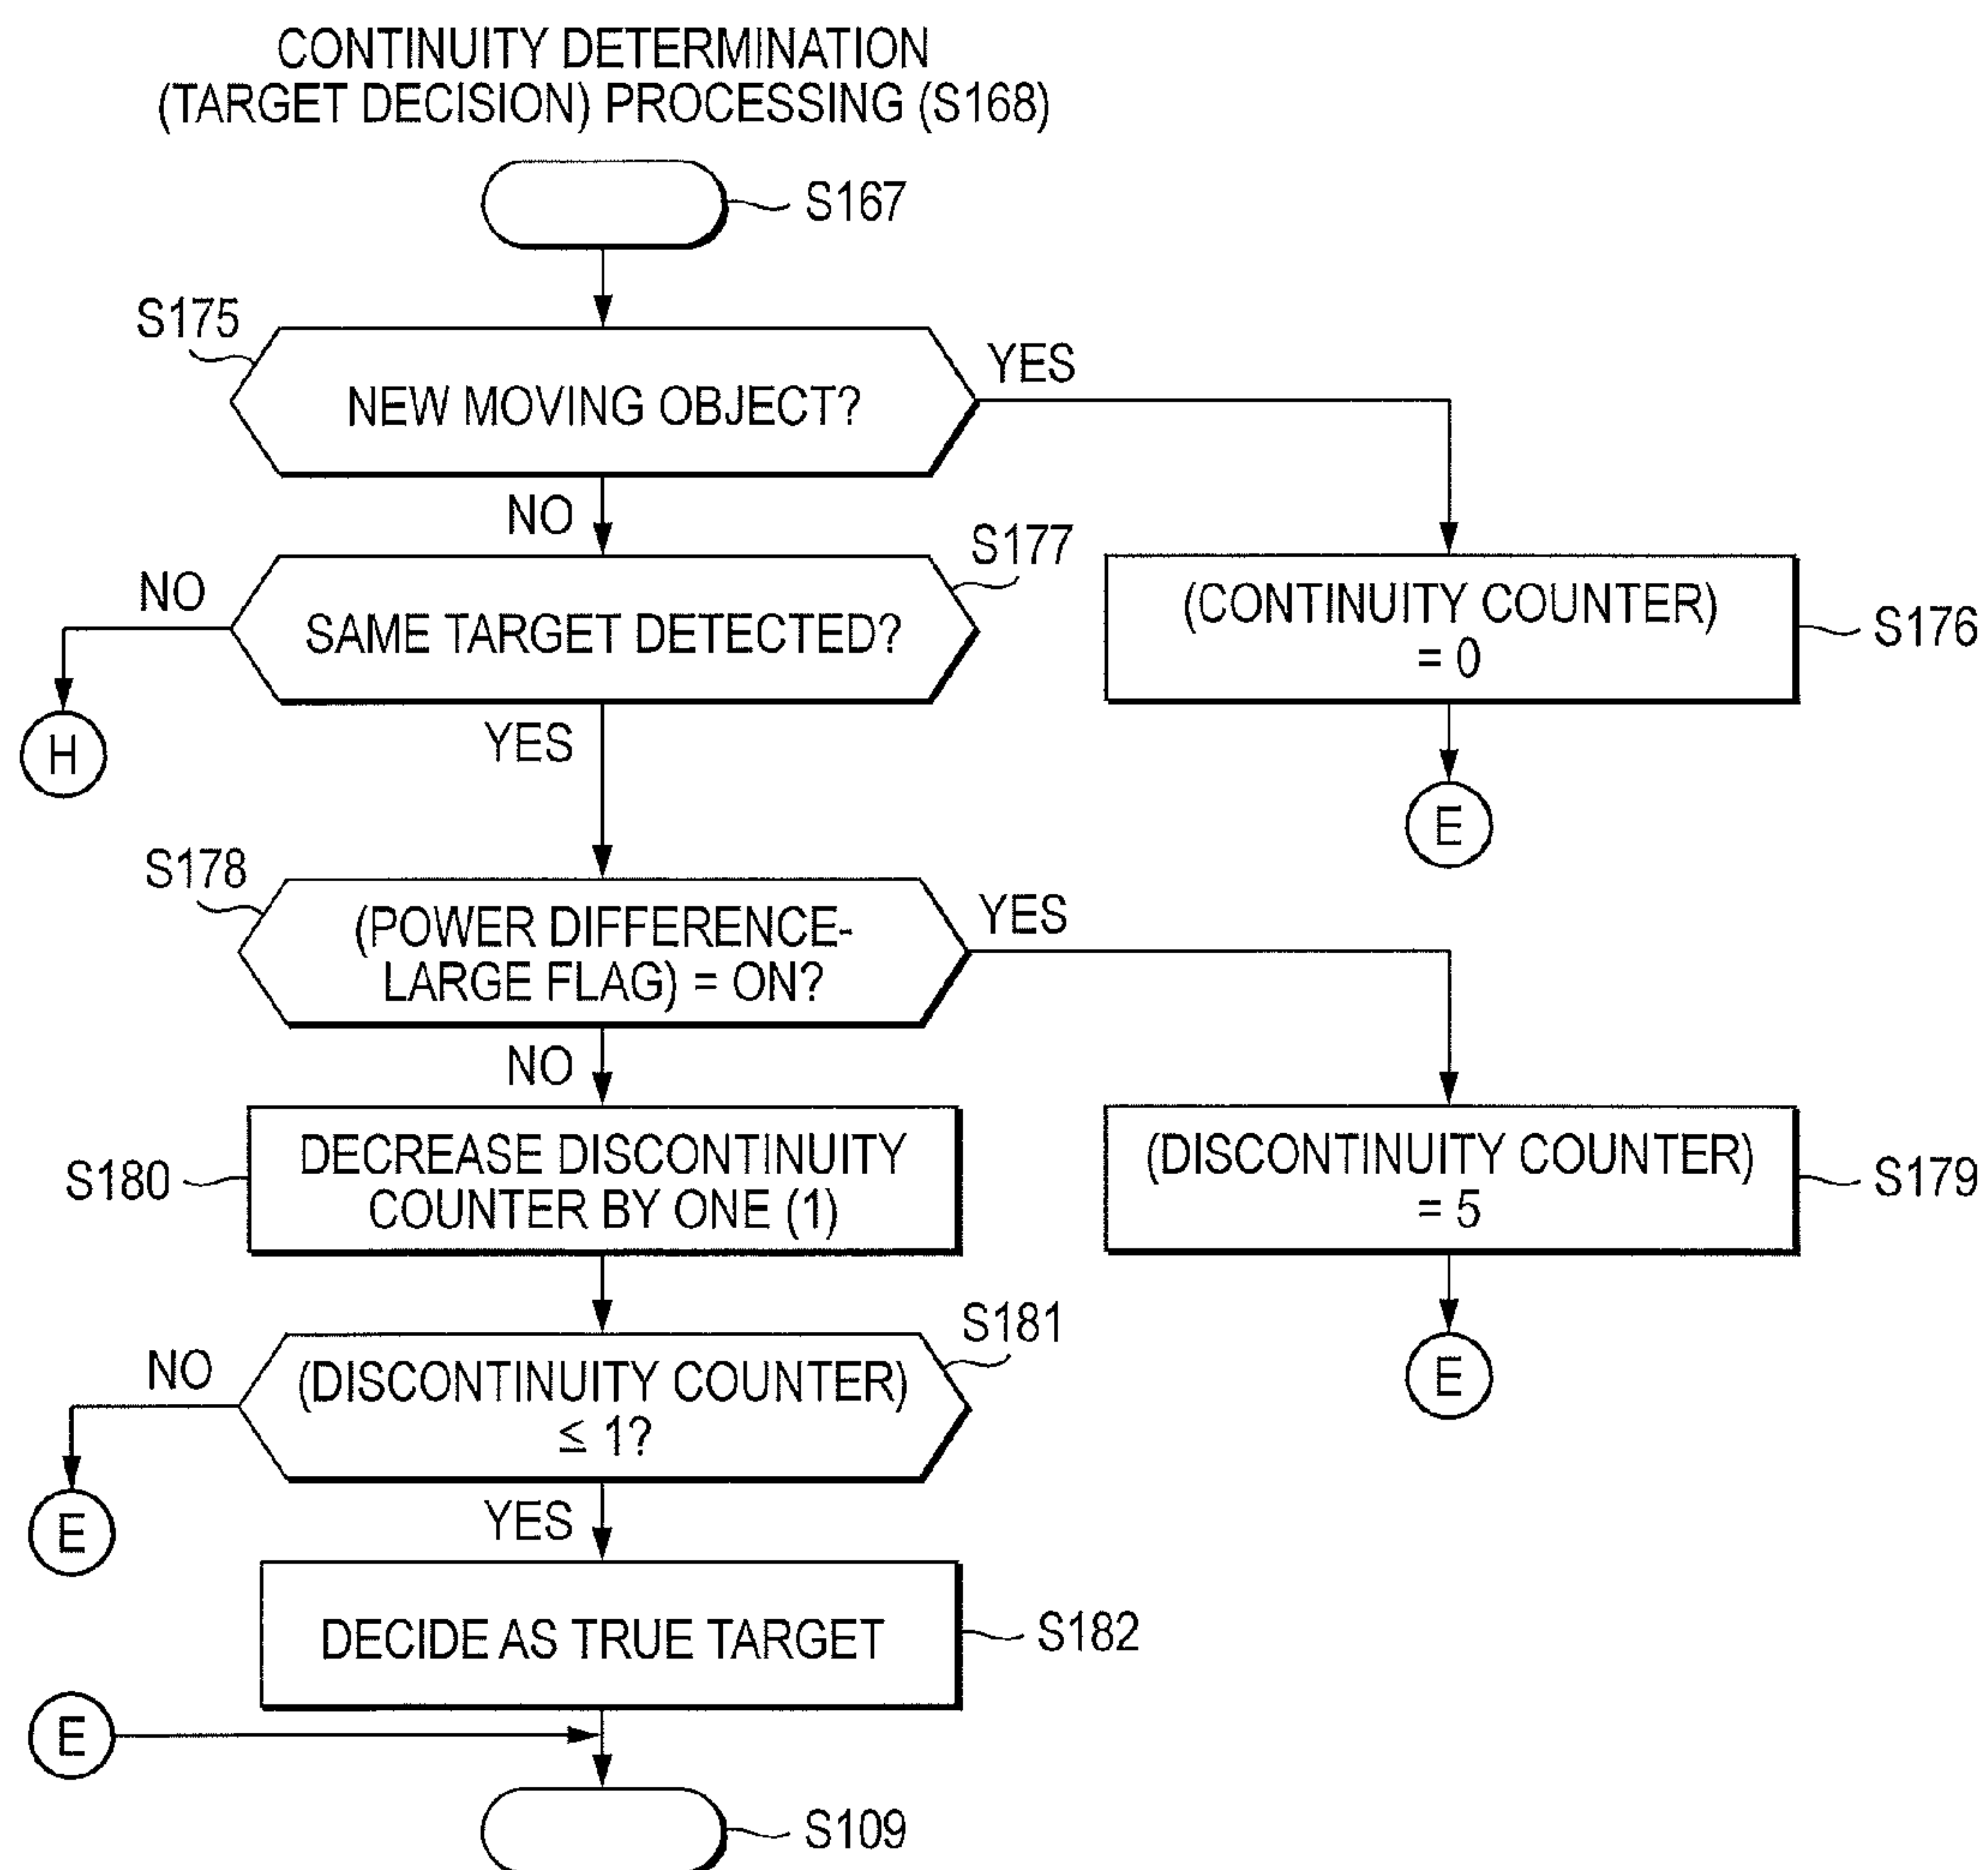 CONTINUITY DETERMINATION
(TARGET DECISION) PROCESSING (S168)
S167
S175
NEW MOVING OBJECT?
YES
NO
S177
SAME TARGET DETECTED?
NO
H
YES
(CONTINUITY COUNTER)
= 0
S176
E
S178
(POWER DIFFERENCE-
LARGE FLAG) = ON?
YES
NO
S180
DECREASE DISCONTINUITY
COUNTER BY ONE (1)
(DISCONTINUITY COUNTER)
= 5
S179
E
S181
(DISCONTINUITY COUNTER)
≤ 1?
NO
E
YES
DECIDE AS TRUE TARGET
S182
E
S109